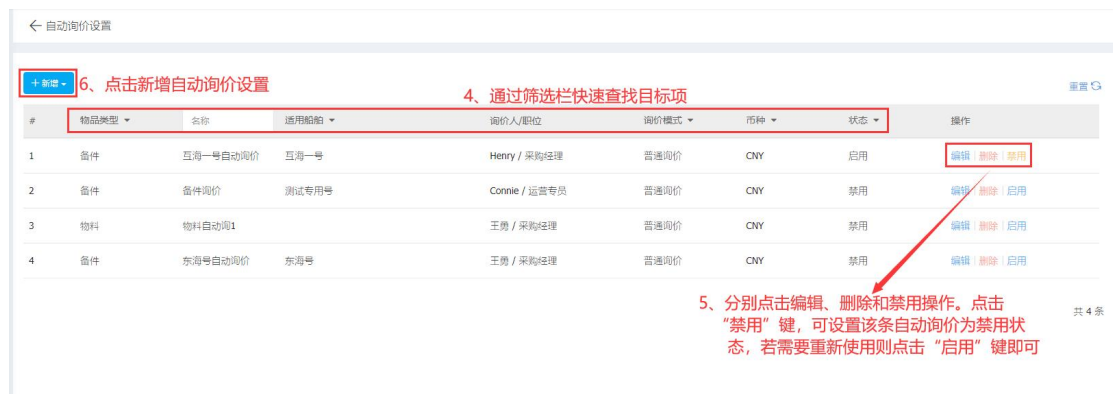 ← 自动询价设置
+ 新增 6、点击新增自动询价设置
4、通过筛选栏快速查找目标项
重置
# 物品类型 名称 适用船舶 询价人/职位 询价模式 币种 状态 操作
1 备件 互海一号自动询价 互海一号 Henry / 采购经理 普通询价 CNY 启用 编辑 | 删除 | 禁用
2 备件 备件询价 测试专用号 Connie / 运营专员 普通询价 CNY 禁用 编辑 | 删除 | 启用
3 物料 物料自动询1 王勇 / 采购经理 普通询价 CNY 禁用 编辑 | 删除 | 启用
4 备件 东海号自动询价 东海号 王勇 / 采购经理 普通询价 CNY 禁用 编辑 | 删除 | 启用
5、分别点击编辑、删除和禁用操作。点击
“禁用”键，可设置该条自动询价为禁用状
态，若需要重新使用则点击“启用”键即可
共 4 条